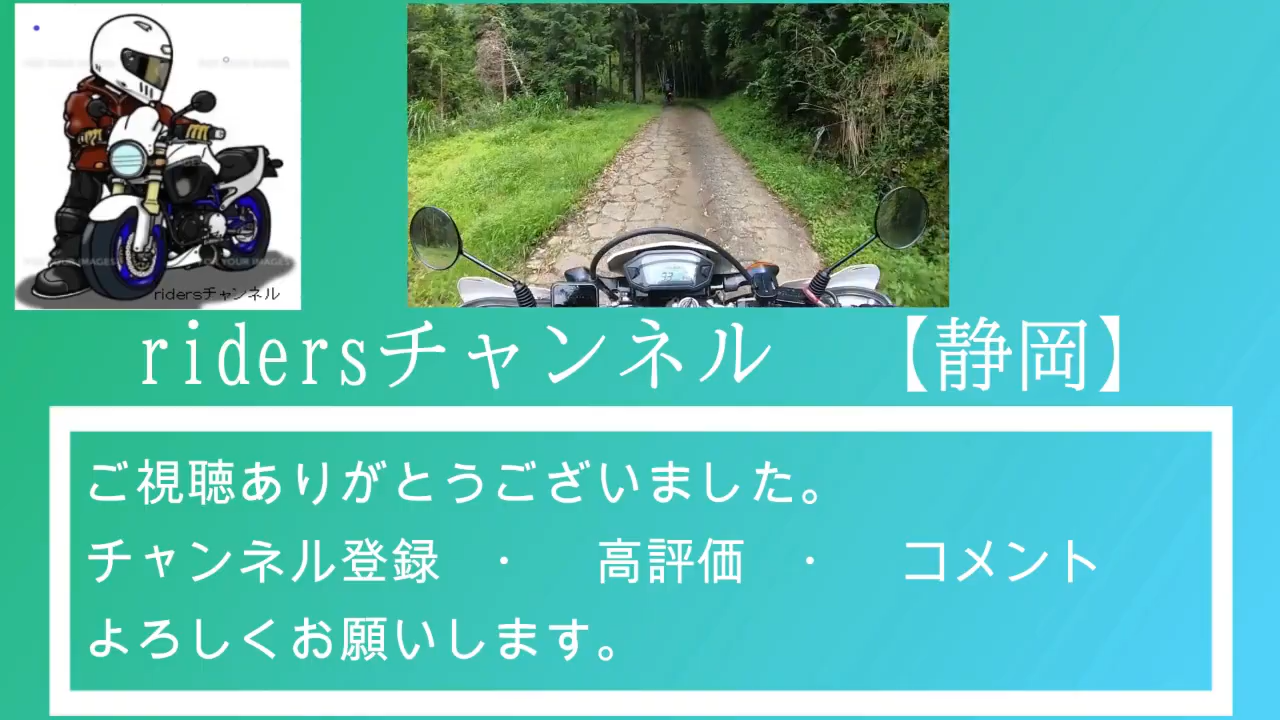 ridersチャンネル
ridersチャンネル 【静岡】
ご視聴ありがとうございました。
チャンネル登録 ・ 高評価 ・ コメント
よろしくお願いします。